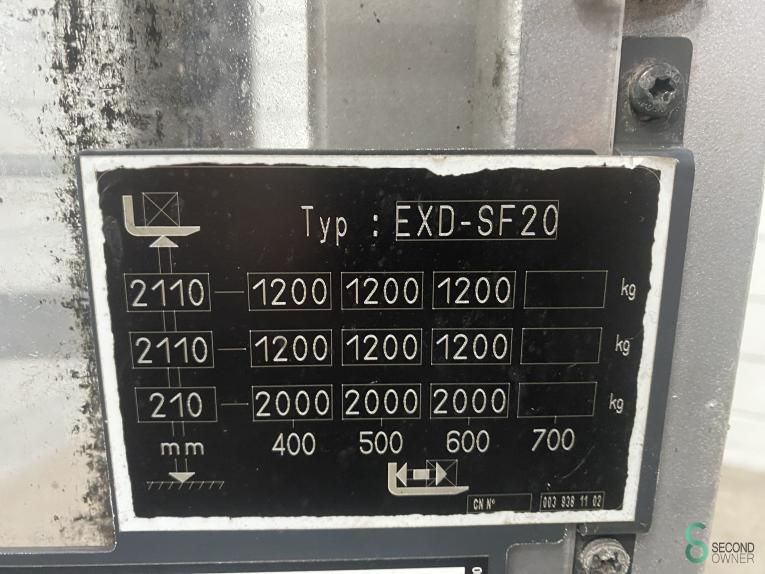 Typ : EXD-SF20
2110 1200 1200 1200 kg
2110 1200 1200 1200 kg
210 2000 2000 2000 kg
mm 400 500 600 700
CN N° 003 838 11 02
SECOND
OWNER